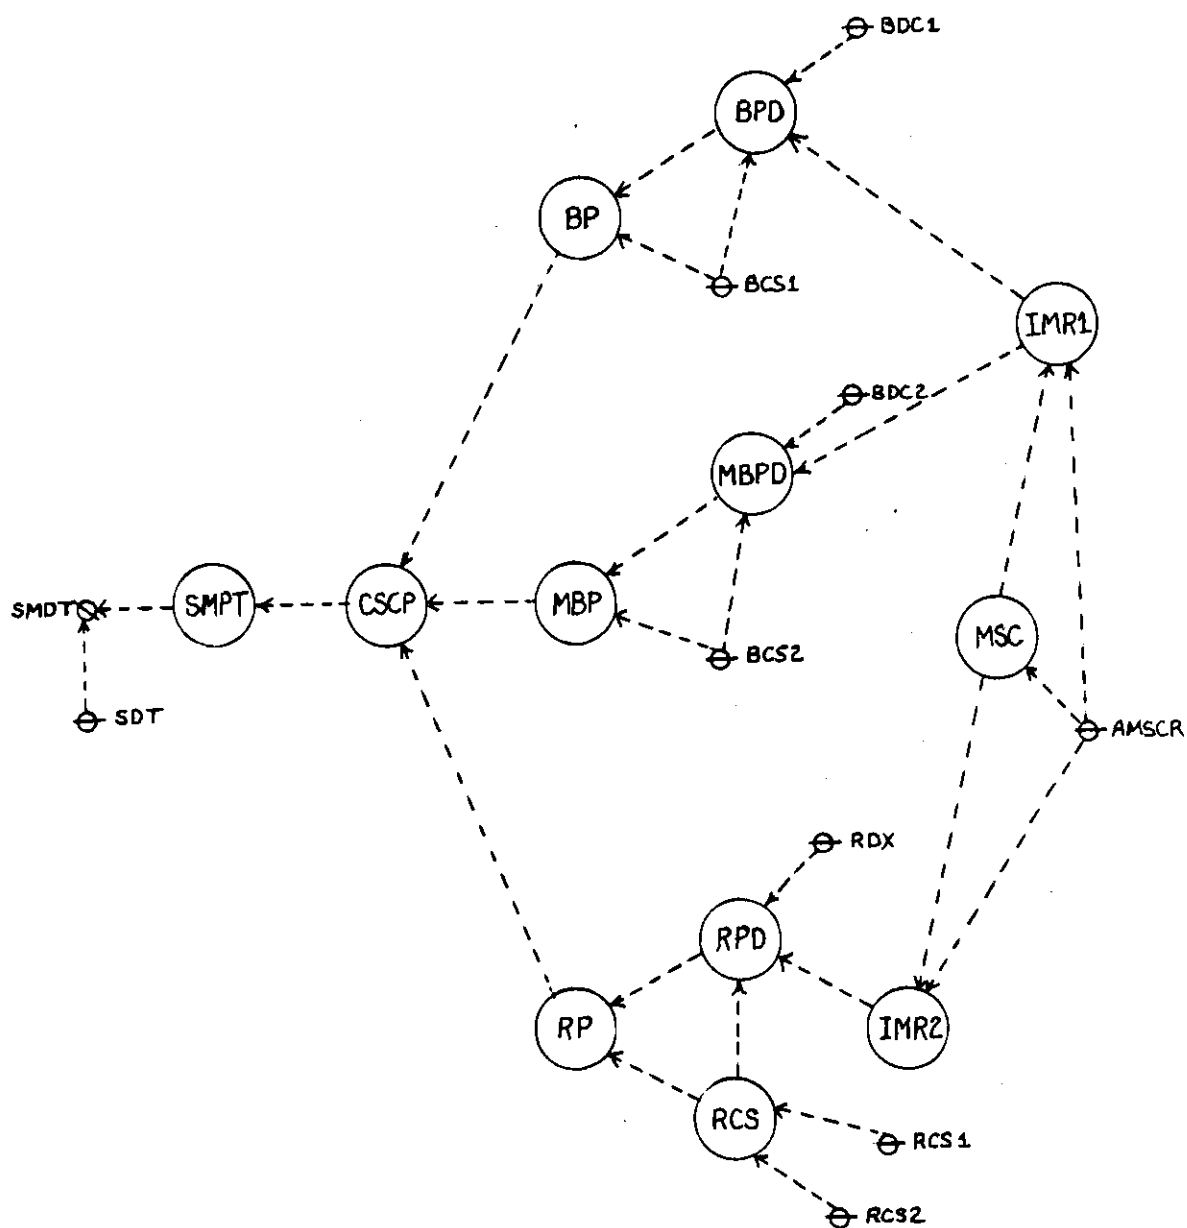 BDC1
BPD
BP
BCS1
IMR1
BDC2
MBPD
SMDT
SMPT
CSCP
MBP
MSC
BCS2
SDT
AMSCR
RDX
RPD
RP
IMR2
RCS
RCS1
RCS2